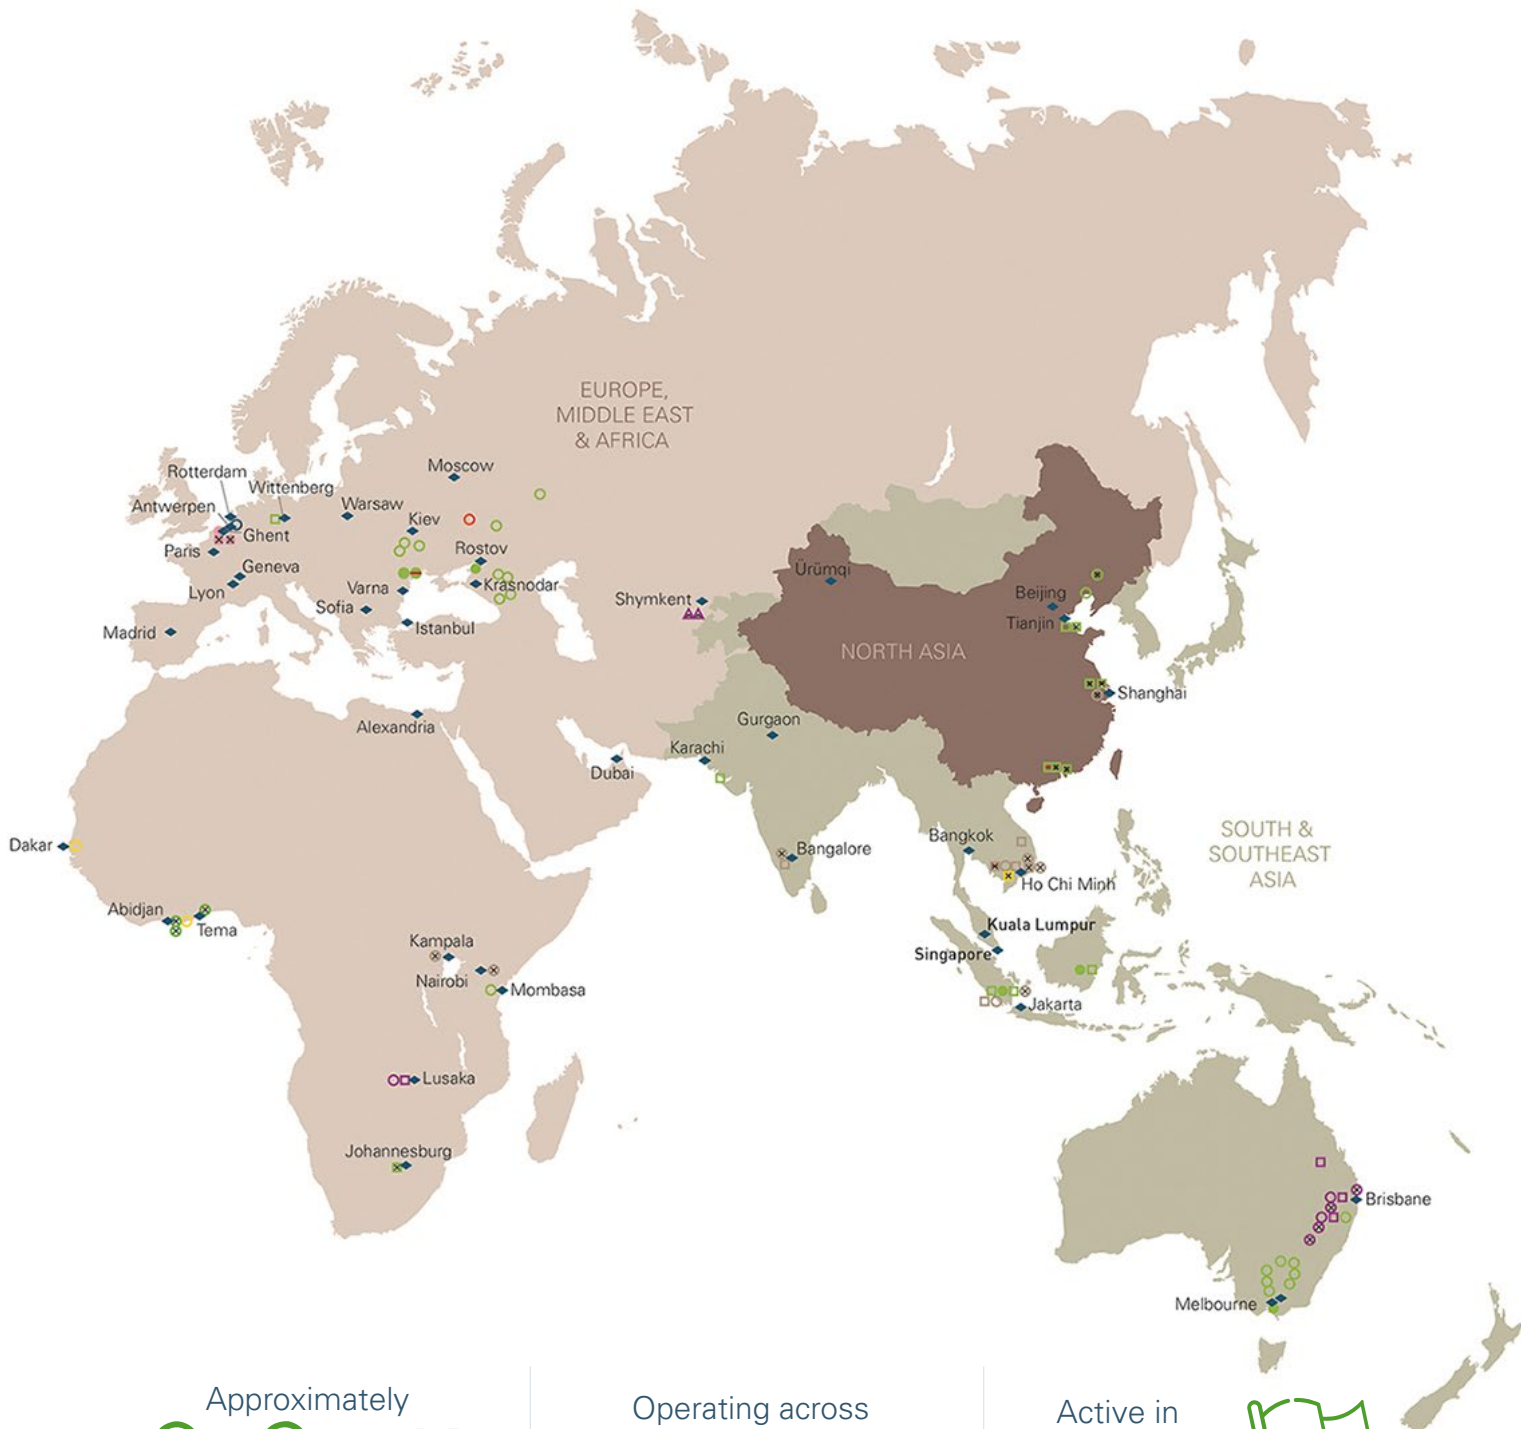 EUROPE,
MIDDLE EAST
& AFRICA
Moscow
Rotterdam
Wittenberg
Antwerpen
Warsaw
Kiev
Ghent
Paris
Rostov
Geneva
Ürümqi
Lyon
Varna
Krasnodar
Beijing
Shymkent
Sofia
Istanbul
Tianjin
Madrid
NORTH ASIA
Shanghai
Alexandria
Gurgaon
Karachi
Dubai
SOUTH &
SOUTHEAST
ASIA
Dakar
Bangalore
Bangkok
Ho Chi Minh
Abidjan
Tema
Kuala Lumpur
Kampala
Singapore
Nairobi
Mombasa
Jakarta
Lusaka
Johannesburg
Brisbane
Melbourne
Approximately
Operating across
Active in